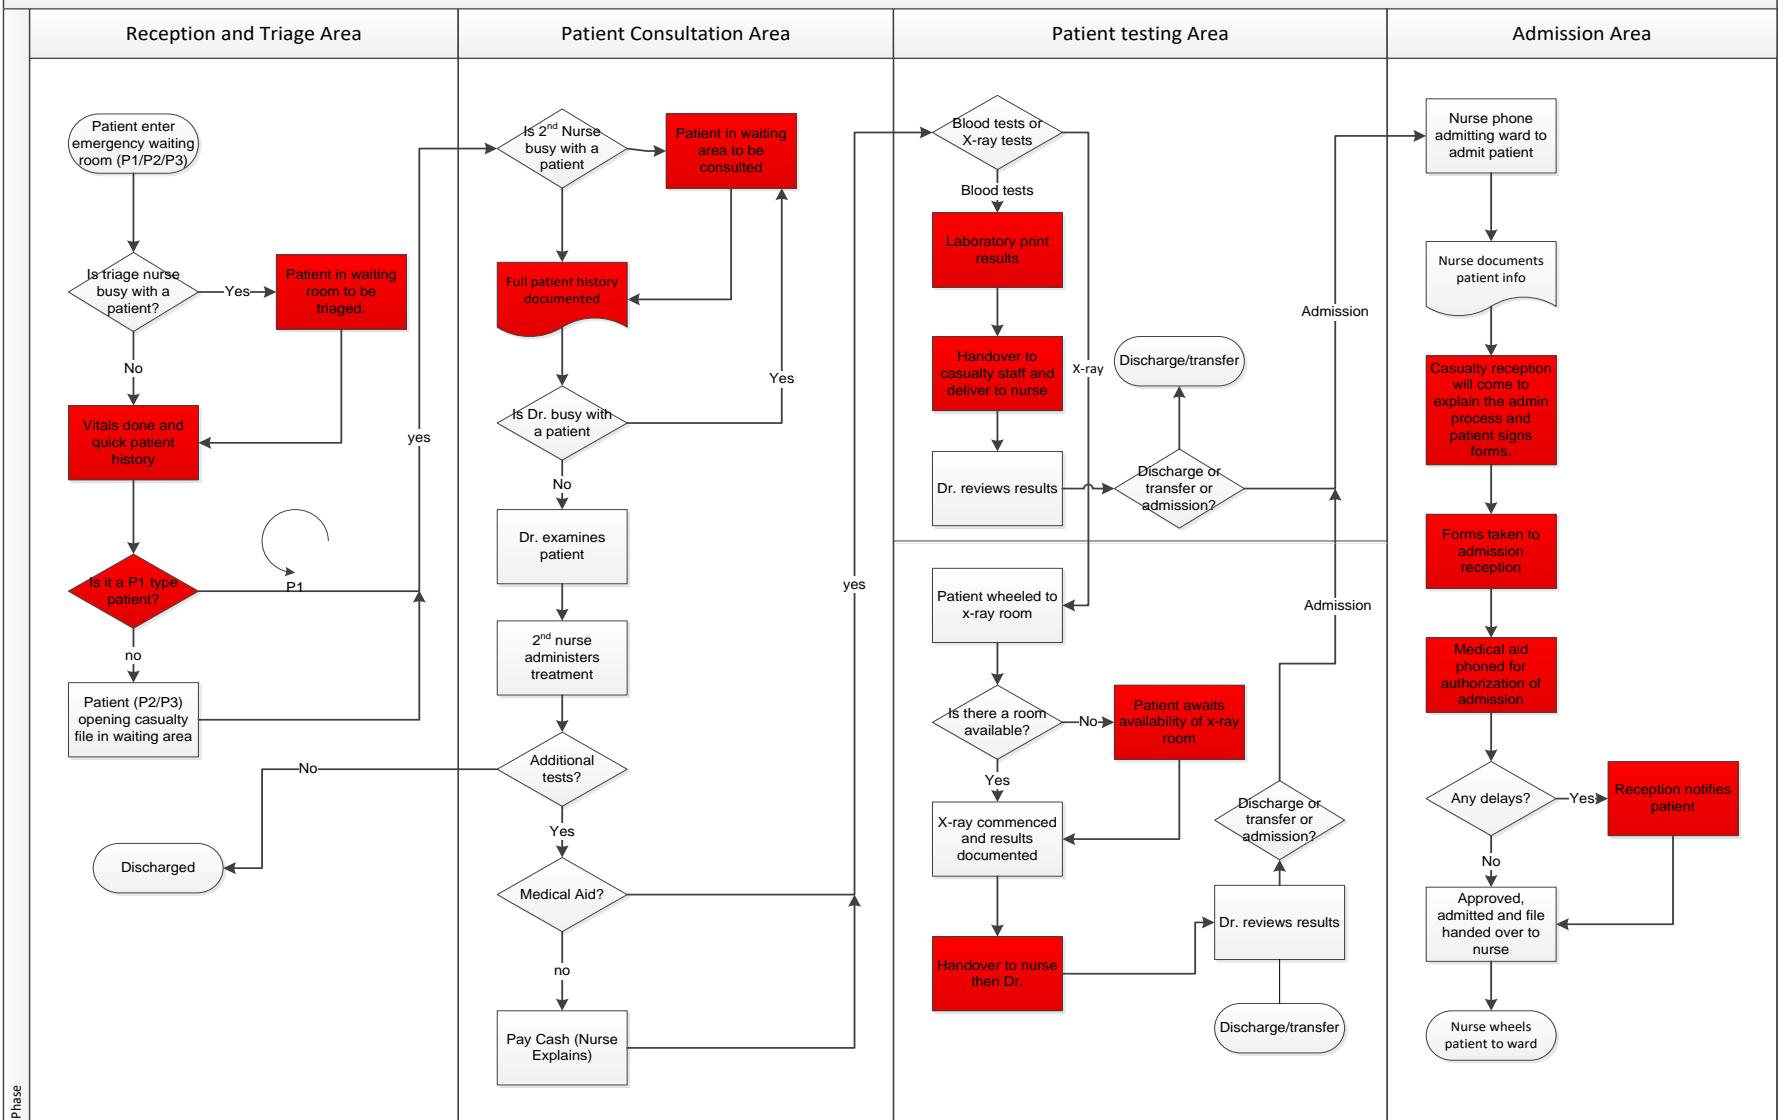 Reception and Triage Area
Patient enter
emergency waiting
room (P1/P2/P3)
Is triage nurse
busy with a
patient?
Yes
Patient in waiting
room to be
triaged.
No
Vitals done and
quick patient
history
yes
Is it a P1 type
patient?
P1
no
Patient (P2/P3)
opening casualty
file in waiting area
No
Discharged
Phase
Patient Consultation Area
Is 2nd Nurse
busy with a
patient
Patient in waiting
area to be
consulted
Full patient history
documented
Yes
Is Dr. busy with
a patient
No
Dr. examines
patient
2nd nurse
administers
treatment
yes
Additional
tests?
Yes
Medical Aid?
no
Pay Cash (Nurse
Explains)
Patient testing Area
Blood tests or
X-ray tests
Blood tests
Laboratory print
results
Handover to
casualty staff and
deliver to nurse
X-ray
Discharge/transfer
Admission
Dr. reviews results
Discharge or
transfer or
admission?
Patient wheeled to
x-ray room
Admission
Is there a room
available?
No
Patient awaits
availability of x-ray
room
Yes
X-ray commenced
and results
documented
Discharge or
transfer or
admission?
Dr. reviews results
Handover to nurse
then Dr.
Discharge/transfer
Admission Area
Nurse phone
admitting ward to
admit patient
Nurse documents
patient info
Casualty reception
will come to
explain the admin
process and
patient signs
forms.
Forms taken to
admission
reception
Medical aid
phoned for
authorization of
admission
Any delays?
Yes
Reception notifies
patient
No
Approved,
admitted and file
handed over to
nurse
Nurse wheels
patient to ward